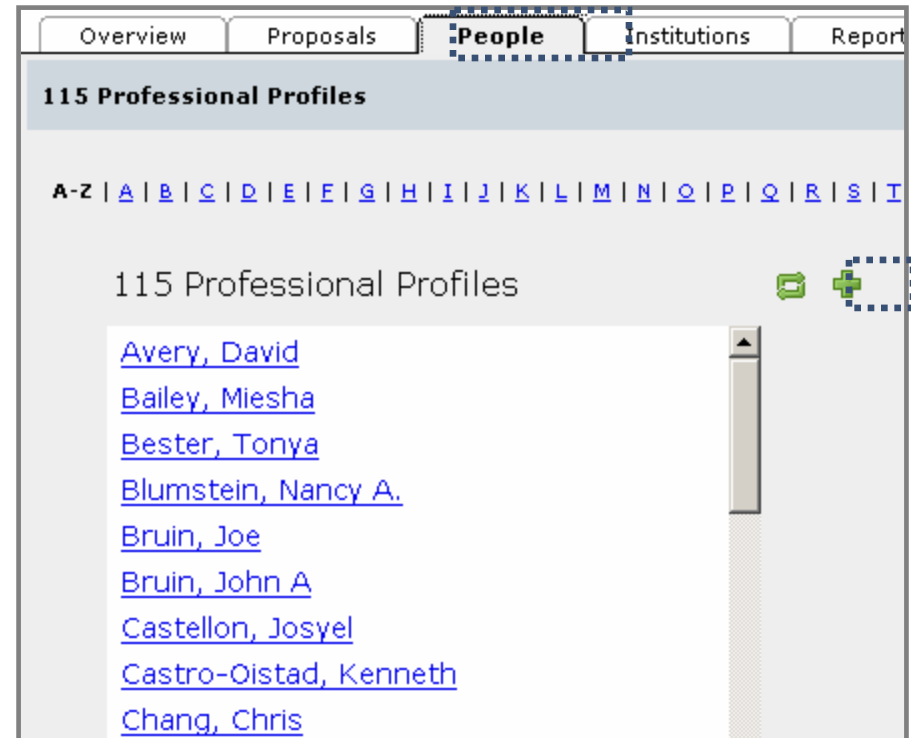 Overview Proposals People Institutions Report
115 Professional Profiles
A-Z | A | B | C | D | E | F | G | H | I | J | K | L | M | N | O | P | Q | R | S | T
115 Professional Profiles
Avery, David
Bailey, Miesha
Bester, Tonya
Blumstein, Nancy A.
Bruin, Joe
Bruin, John A
Castellon, Josyel
Castro-Oistad, Kenneth
Chang, Chris